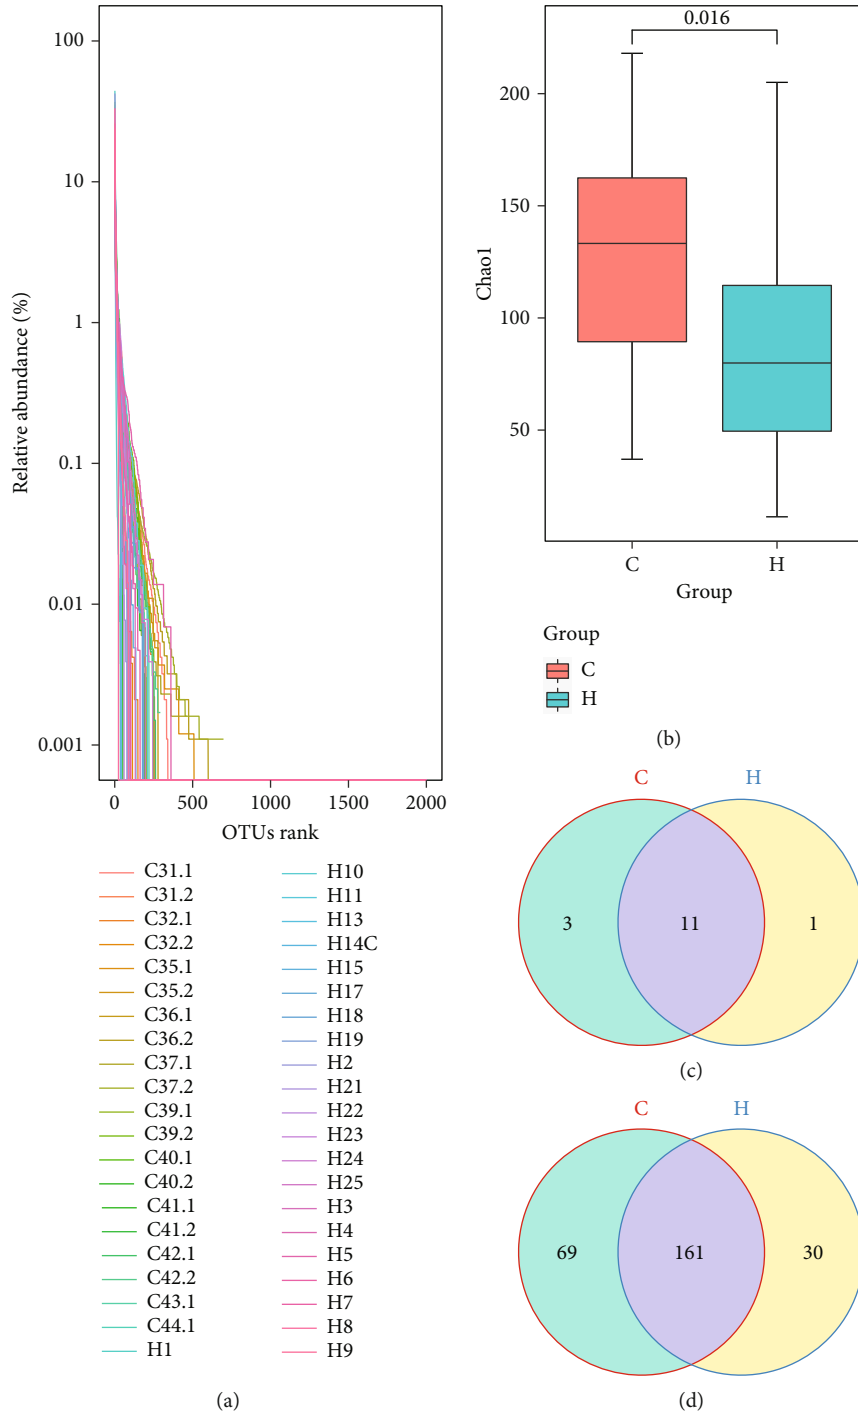 100
10
1
0.1
0.01
0.001
Relative abundance (%)
0
500
1000
1500
2000
OTUs rank
C31.1
C31.2
C32.1
C32.2
C35.1
C35.2
C36.1
C36.2
C37.1
C37.2
C39.1
C39.2
C40.1
C40.2
C41.1
C41.2
C42.1
C42.2
C43.1
C44.1
H1
H10
H11
H13
H14C
H15
H17
H18
H19
H2
H21
H22
H23
H24
H25
H3
H4
H5
H6
H7
H8
H9
(a)
0.016
200
150
100
50
Chao1
C
H
Group
Group
C
H
(b)
C
H
3
11
1
(c)
C
H
69
161
30
(d)